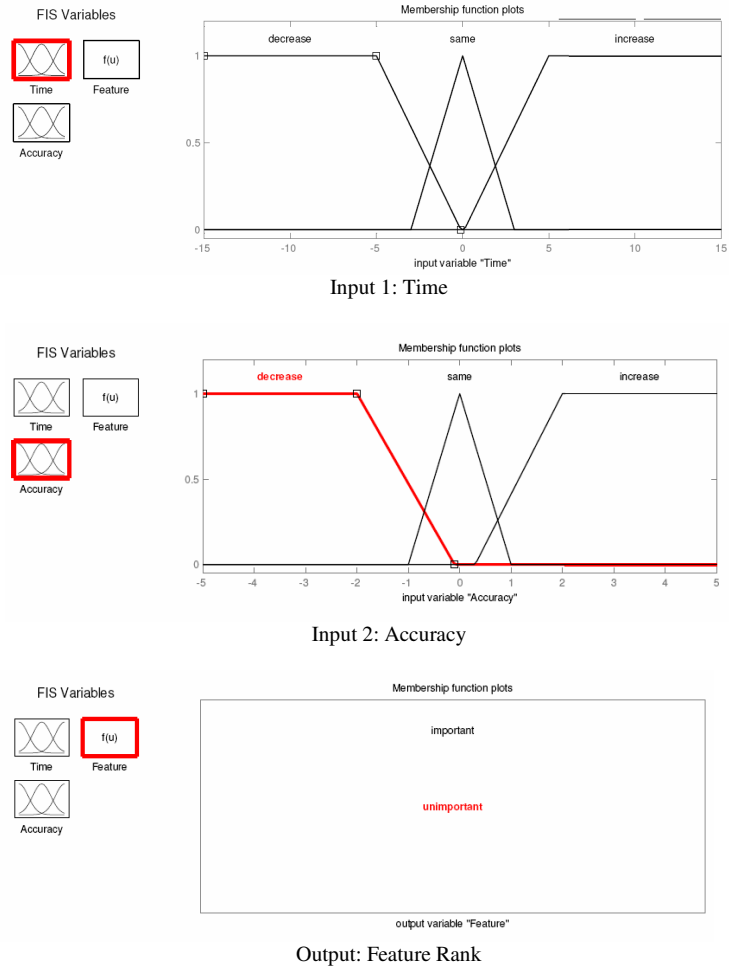 FIS Variables
Membership function plots
decrease same increase
f(u)
Time Feature
Accuracy
1
0.5
0
-15 -10 -5 0 5 10 15
input variable "Time"
Input 1: Time
FIS Variables
Membership function plots
decrease same increase
f(u)
Time Feature
Accuracy
1
0.5
0
-5 -4 -3 -2 -1 0 1 2 3 4 5
input variable "Accuracy"
Input 2: Accuracy
FIS Variables
Membership function plots
f(u)
Time Feature
Accuracy
important
unimportant
output variable "Feature"
Output: Feature Rank